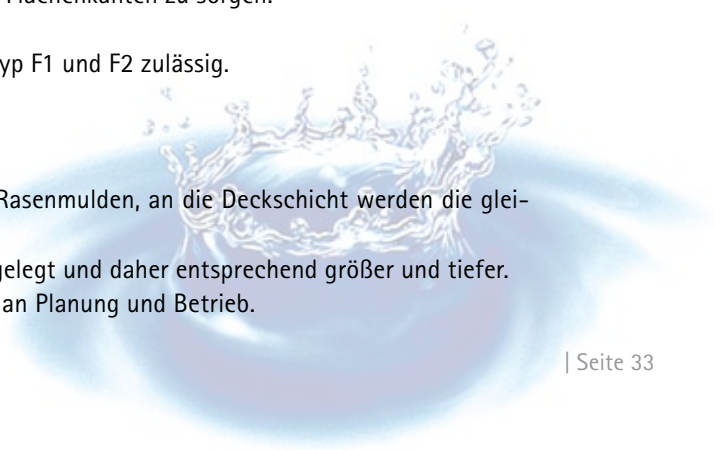 Flächenkanten zu sorgen.
yp F1 und F2 zulässig.
Rasenmulden, an die Deckschicht werden die glei-
gelegt und daher entsprechend größer und tiefer.
an Planung und Betrieb.
| Seite 33